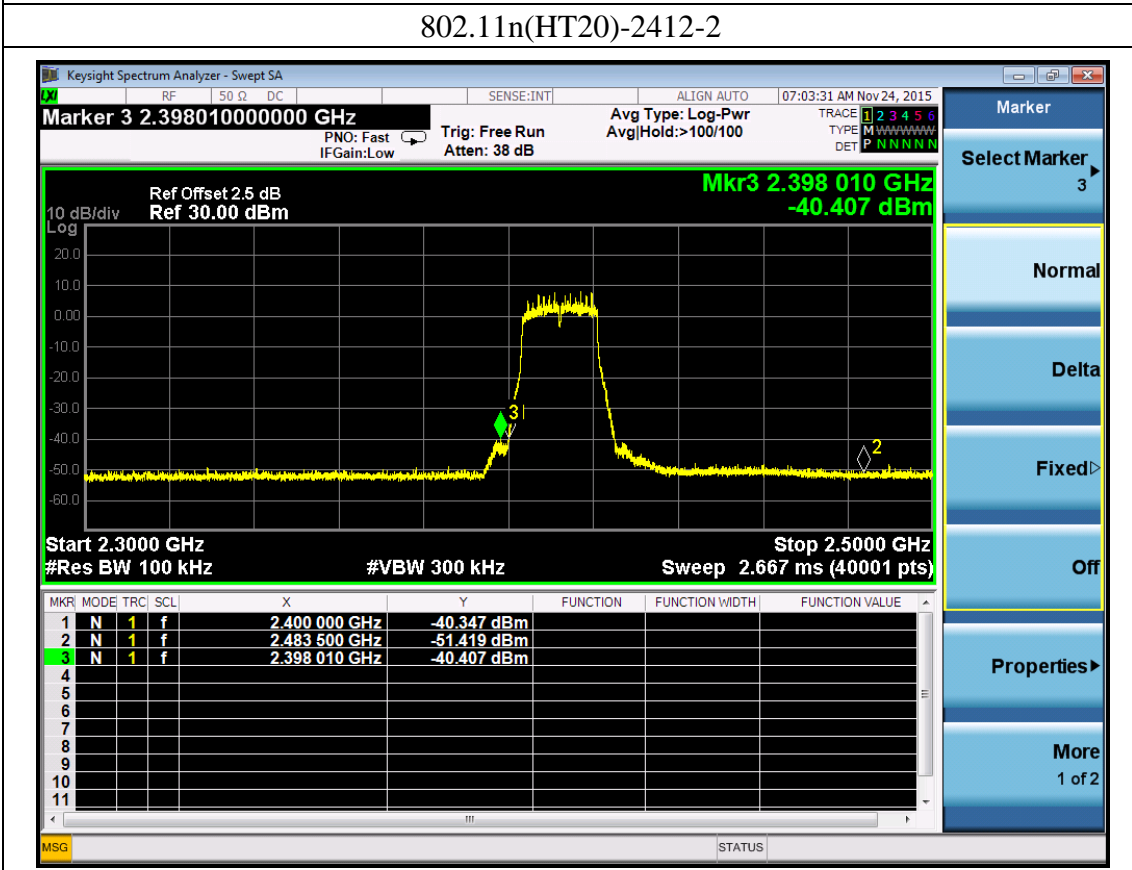 802.11n(HT20)-2412-2
Keysight Spectrum Analyzer - Swept SA
LXI RF 50 Ω DC SENSE:INT ALIGN AUTO 07:03:31 AM Nov 24, 2015
Marker 3 2.398010000000 GHz
PNO: Fast
IFGain:Low
Trig: Free Run
Atten: 38 dB
Avg Type: Log-Pwr
Avg|Hold:>100/100
TRACE 1 2 3 4 5 6
TYPE M WWWWW
DET P N N N N N
Mkr3 2.398 010 GHz
-40.407 dBm
Ref Offset 2.5 dB
10 dB/div Ref 30.00 dBm
Log
20.0
10.0
0.00
-10.0
-20.0
-30.0
-40.0
-50.0
-60.0
3
2
Start 2.3000 GHz Stop 2.5000 GHz
#Res BW 100 kHz #VBW 300 kHz Sweep 2.667 ms (40001 pts)
MKR MODE TRC SCL X Y FUNCTION FUNCTION WIDTH FUNCTION VALUE
1 N 1 f 2.400 000 GHz -40.347 dBm
2 N 1 f 2.483 500 GHz -51.419 dBm
3 N 1 f 2.398 010 GHz -40.407 dBm
4
5
6
7
8
9
10
11
MSG STATUS
Marker
Select Marker
3
Normal
Delta
Fixed
Off
Properties
More
1 of 2